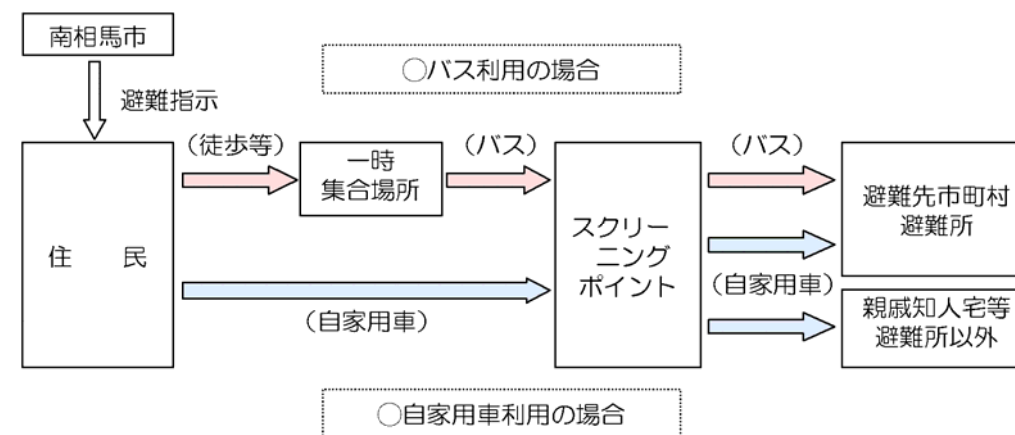 南相馬市
○バス利用の場合
避難指示
（徒歩等）
（バス）
（バス）
一時
集合場所
避難先市町村
避難所
住　民
スクリー
ニング
ポイント
（自家用車）
（自家用車）
親戚知人宅等
避難所以外
○自家用車利用の場合